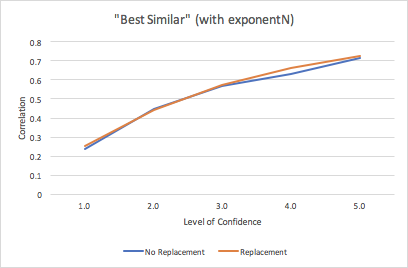 "Best Similar" (with exponentN)
0.8
0.7
0.6
0.5
0.4
0.3
0.2
0.1
0
Correlation
1.0 2.0 3.0 4.0 5.0
Level of Confidence
No Replacement Replacement